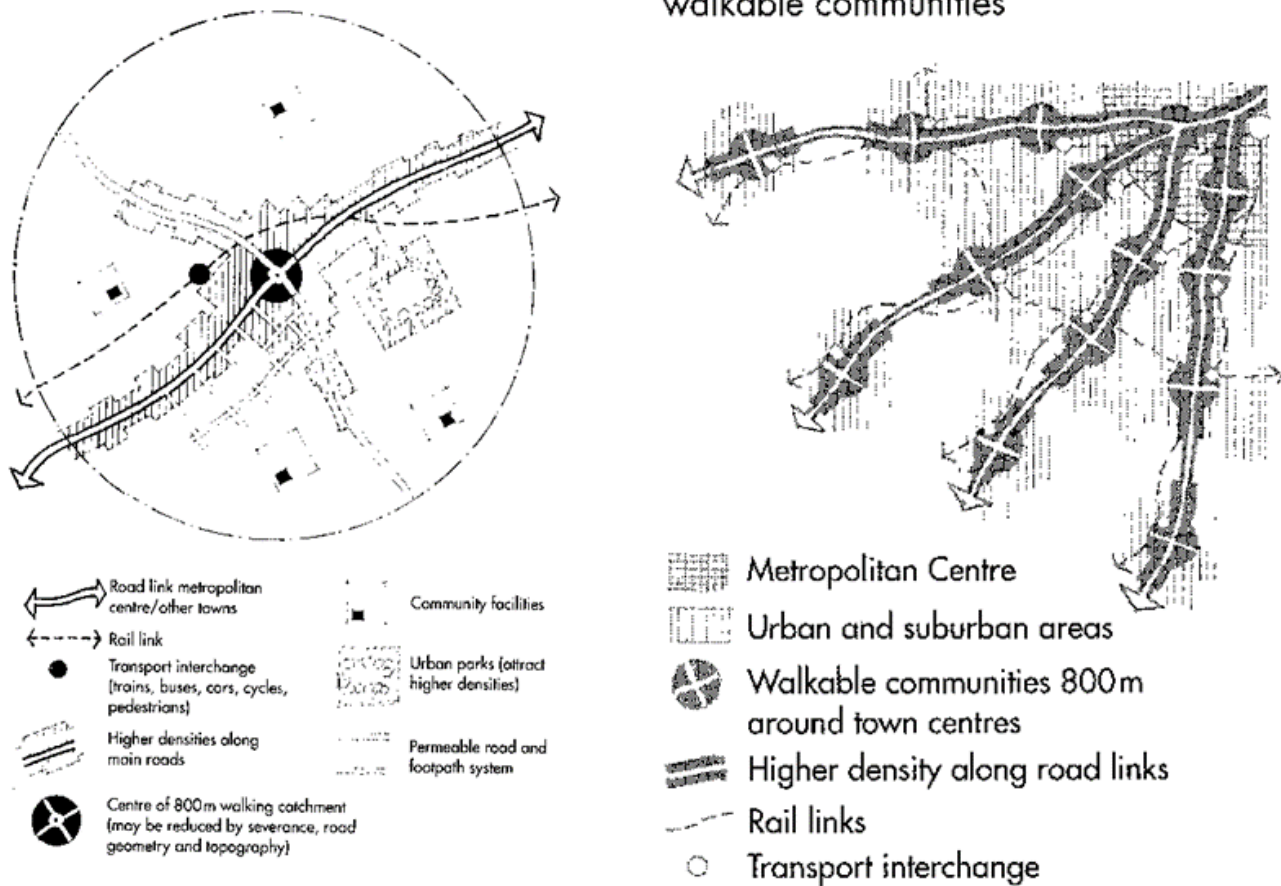 walkable communities
Road link metropolitan
centre/other towns
Rail link
Transport interchange
(trains, buses, cars, cycles,
pedestrians)
Higher densities along
main roads
Centre of 800m walking catchment
(may be reduced by severance, road
geometry and topography)
Community facilities
Urban parks (attract
higher densities)
Permeable road and
footpath system
Metropolitan Centre
Urban and suburban areas
Walkable communities 800m
around town centres
Higher density along road links
Rail links
Transport interchange